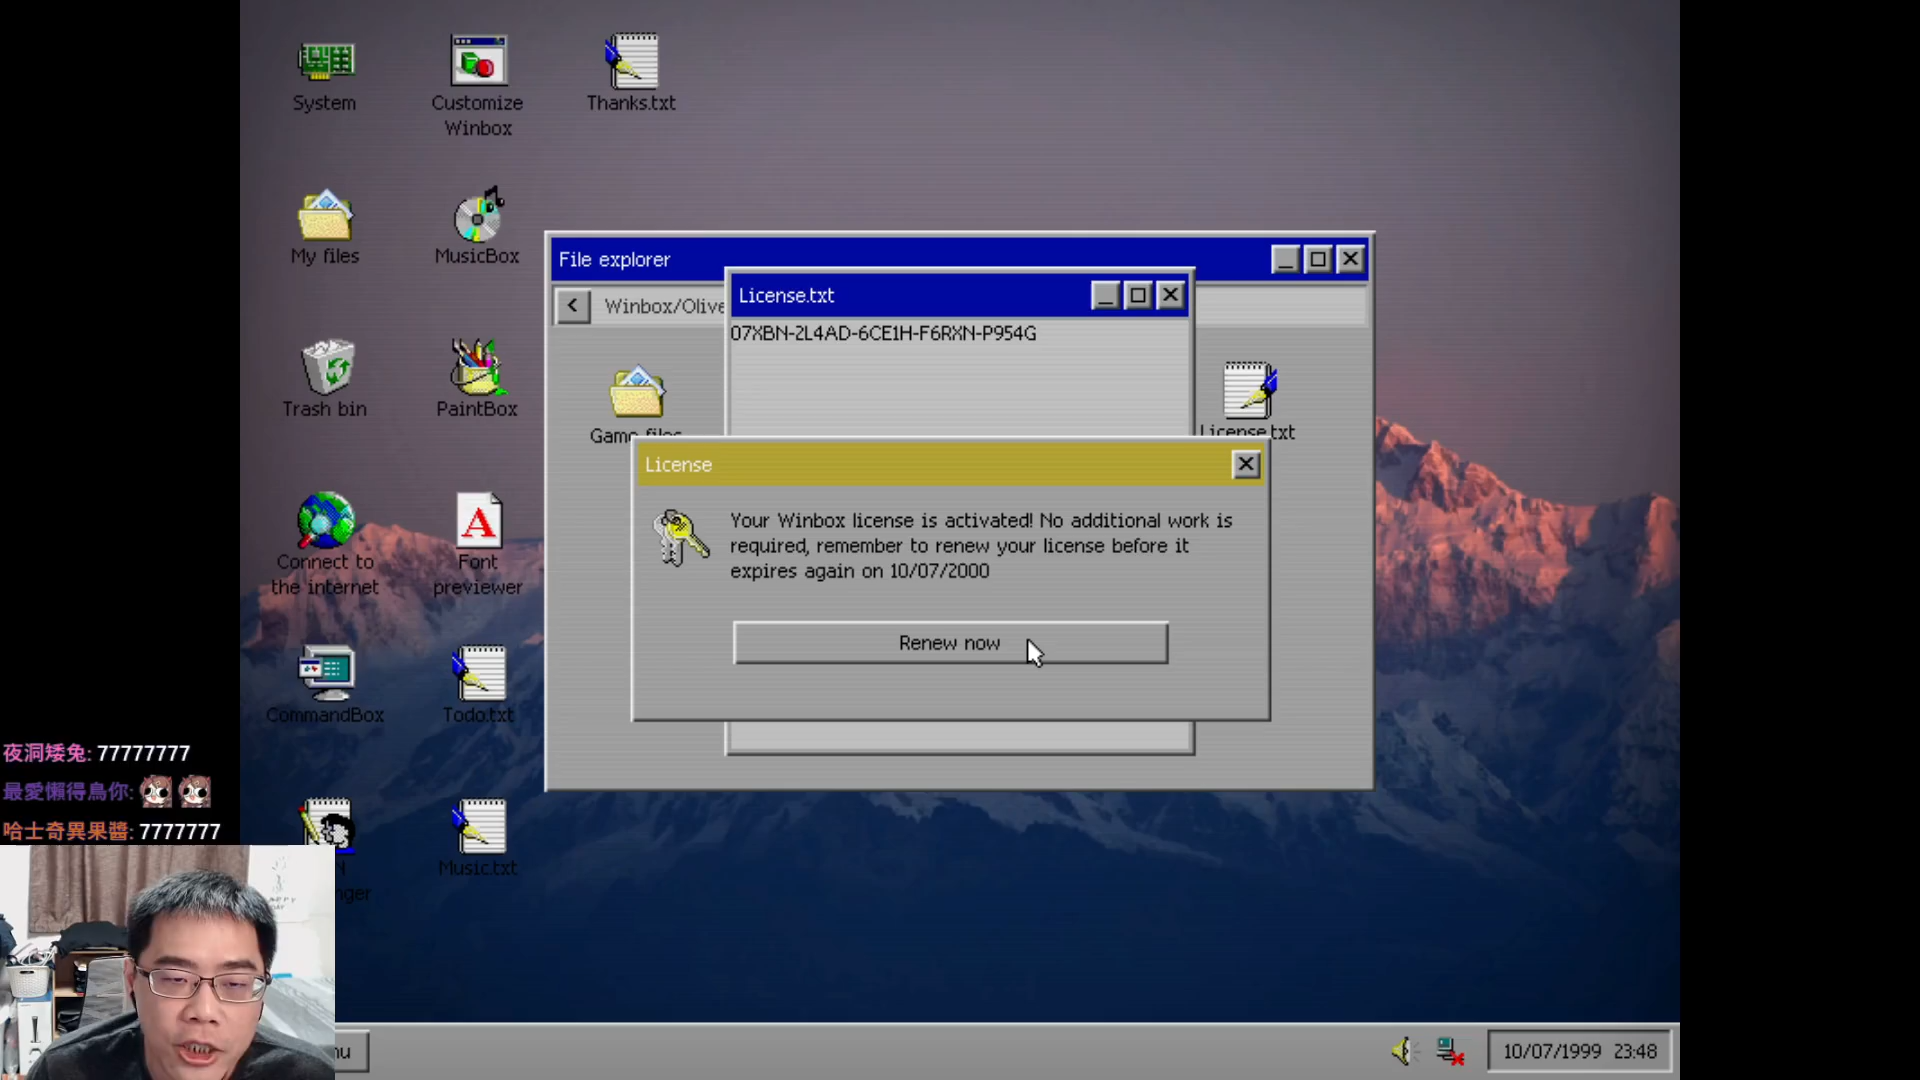 System
Customize
Winbox
Thanks.txt
My files
MusicBox
File explorer
Winbox/Olive
License.txt
07XBN-2L4AD-6CE1H-F6RXN-P954G
Trash bin
PaintBox
Game files
License.txt
License
Your Winbox license is activated! No additional work is
required, remember to renew your license before it
expires again on 10/07/2000
Renew now
Connect to
the internet
Font
previewer
CommandBox
Todo.txt
夜洞矮兔: 77777777
最愛懶得鳥你:
哈士奇異果醬: 7777777
Music.txt
nger
nu
10/07/1999 23:48